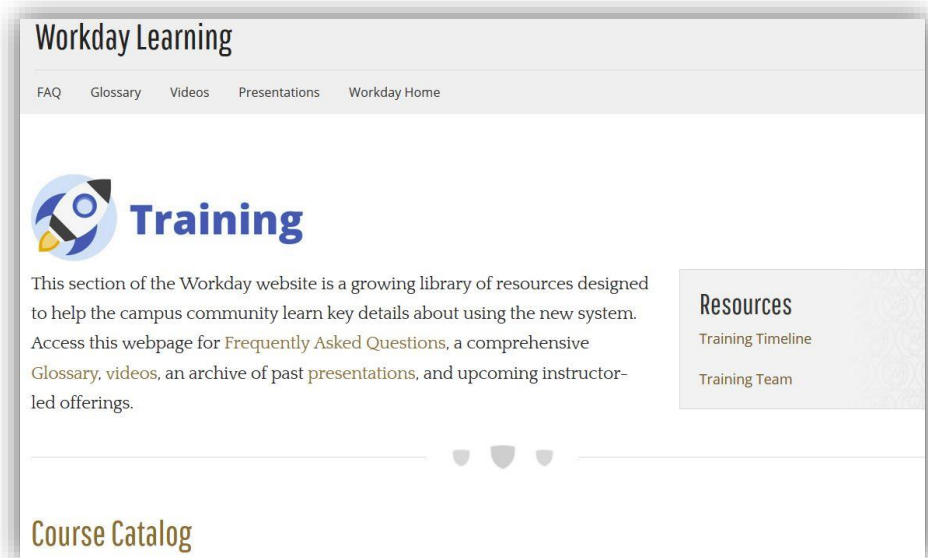 Workday Learning
FAQ Glossary Videos Presentations Workday Home
Training
This section of the Workday website is a growing library of resources designed
to help the campus community learn key details about using the new system.
Access this webpage for Frequently Asked Questions, a comprehensive
Glossary, videos, an archive of past presentations, and upcoming instructor-
led offerings.
Resources
Training Timeline
Training Team
Course Catalog